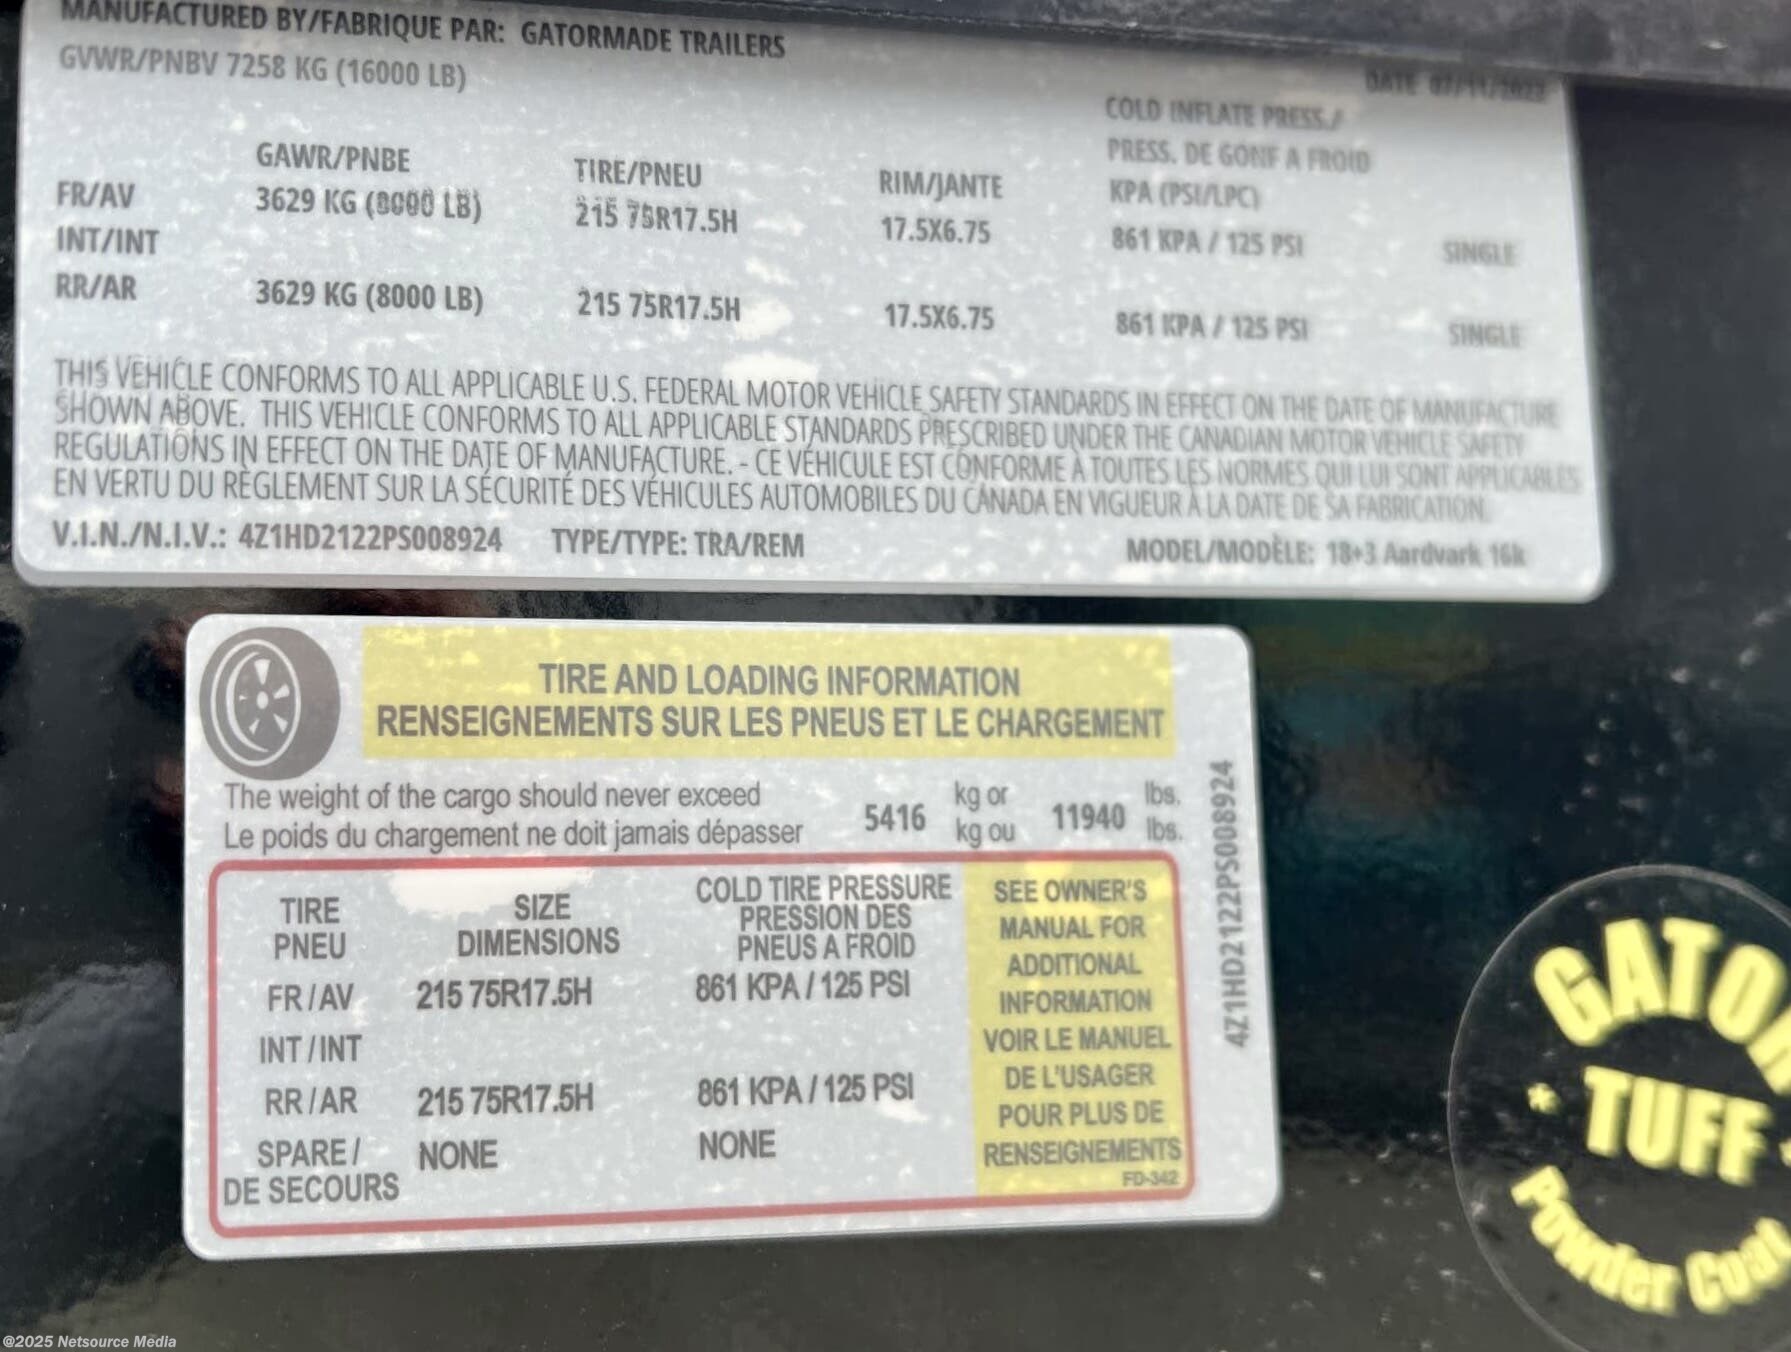 MANUFACTURED BY/FABRIQUE PAR: GATORMADE TRAILERS
GVWR/PNBV 7258 KG (16000 LB)
DATE 07/11/2022
GAWR/PNBE TIRE/PNEU RIM/JANTE COLD INFLATE PRESS./
PRESS. DE GONF A FROID
KPA (PSI/LPC)
FR/AV 3629 KG (8000 LB) 215 75R17.5H 17.5X6.75 861 KPA / 125 PSI SINGLE
INT/INT
RR/AR 3629 KG (8000 LB) 215 75R17.5H 17.5X6.75 861 KPA / 125 PSI SINGLE
THIS VEHICLE CONFORMS TO ALL APPLICABLE U.S. FEDERAL MOTOR VEHICLE SAFETY STANDARDS IN EFFECT ON THE DATE OF MANUFACTURE
SHOWN ABOVE. THIS VEHICLE CONFORMS TO ALL APPLICABLE STANDARDS PRESCRIBED UNDER THE CANADIAN MOTOR VEHICLE SAFETY
REGULATIONS IN EFFECT ON THE DATE OF MANUFACTURE. - CE VÉHICULE EST CONFORME À TOUTES LES NORMES QUI LUI SONT APPLICABLES
EN VERTU DU RÈGLEMENT SUR LA SÉCURITÉ DES VÉHICULES AUTOMOBILES DU CANADA EN VIGUEUR À LA DATE DE SA FABRICATION.
V.I.N./N.I.V.: 4Z1HD2122PS008924 TYPE/TYPE: TRA/REM MODEL/MODÈLE: 18+3 Aardvark 16k
TIRE AND LOADING INFORMATION
RENSEIGNEMENTS SUR LES PNEUS ET LE CHARGEMENT
The weight of the cargo should never exceed 5416 kg or 11940 lbs.
Le poids du chargement ne doit jamais dépasser kg ou lbs.
TIRE SIZE COLD TIRE PRESSURE
PNEU DIMENSIONS PRESSION DES
PNEUS A FROID
FR / AV 215 75R17.5H 861 KPA / 125 PSI
INT / INT
RR / AR 215 75R17.5H 861 KPA / 125 PSI
SPARE / NONE NONE
DE SECOURS
SEE OWNER'S
MANUAL FOR
ADDITIONAL
INFORMATION
VOIR LE MANUEL
DE L'USAGER
POUR PLUS DE
RENSEIGNEMENTS
FD-342
4Z1HD2122PS008924
GATOR
TUFF
Powder Coat
©2025 Netsource Media